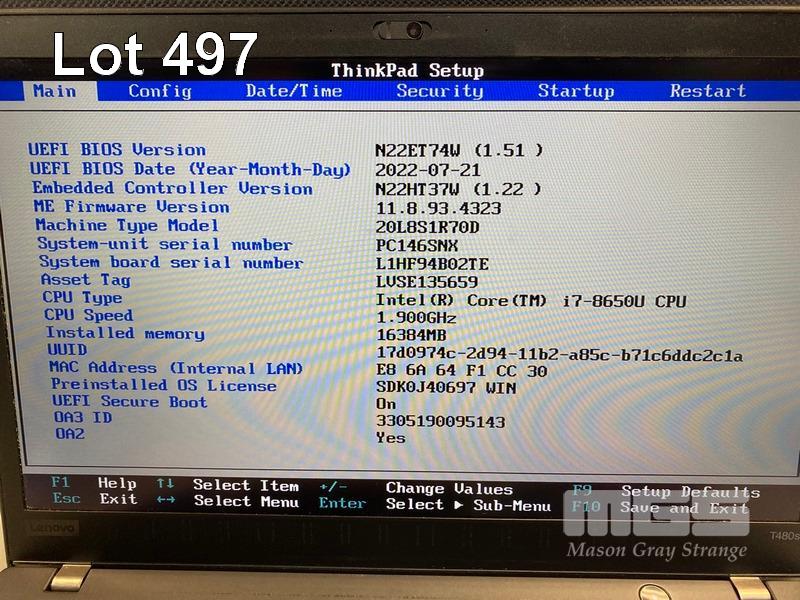 Lot 497
ThinkPad Setup
Main Config Date/Time Security Startup Restart
UEFI BIOS Version N22ET74W (1.51 )
UEFI BIOS Date (Year-Month-Day) 2022-07-21
Embedded Controller Version N22HT37W (1.22 )
ME Firmware Version 11.8.93.4323
Machine Type Model 20L8S1R70D
System-unit serial number PC146SNX
System board serial number L1HF94B02TE
Asset Tag LVSE135659
CPU Type Intel(R) Core(TM) i7-8650U CPU
CPU Speed 1.900GHz
Installed memory 16384MB
UUID 17d0974c-2d94-11b2-a85c-b71c6ddc2c1a
MAC Address (Internal LAN) E8 6A 64 F1 CC 30
Preinstalled OS License SDK0J40697 WIN
UEFI Secure Boot On
OA3 ID 3305190095143
OA2 Yes
F1 Help ↑↓ Select Item +/- Change Values F9 Setup Defaults
Esc Exit ↔ Select Menu Enter Select ▶ Sub-Menu F10 Save and Exit
Lenovo
T480s
MGS
Mason Gray Strange